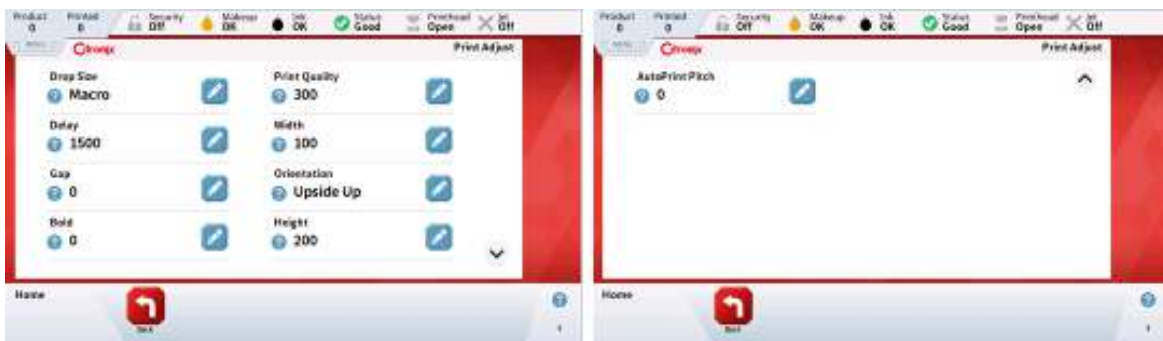 Product Printed Security Makeup Ink Status Printhead Jet
0 0 Off OK OK Good Open Off
Citronix
Print Adjust
Drop Size
Macro
Print Quality
300
Delay
1500
Width
100
Gap
0
Orientation
Upside Up
Bold
0
Height
200
Home
Back
Product Printed Security Makeup Ink Status Printhead Jet
0 0 Off OK OK Good Open Off
Citronix
Print Adjust
AutoPrint Pitch
0
Home
Back